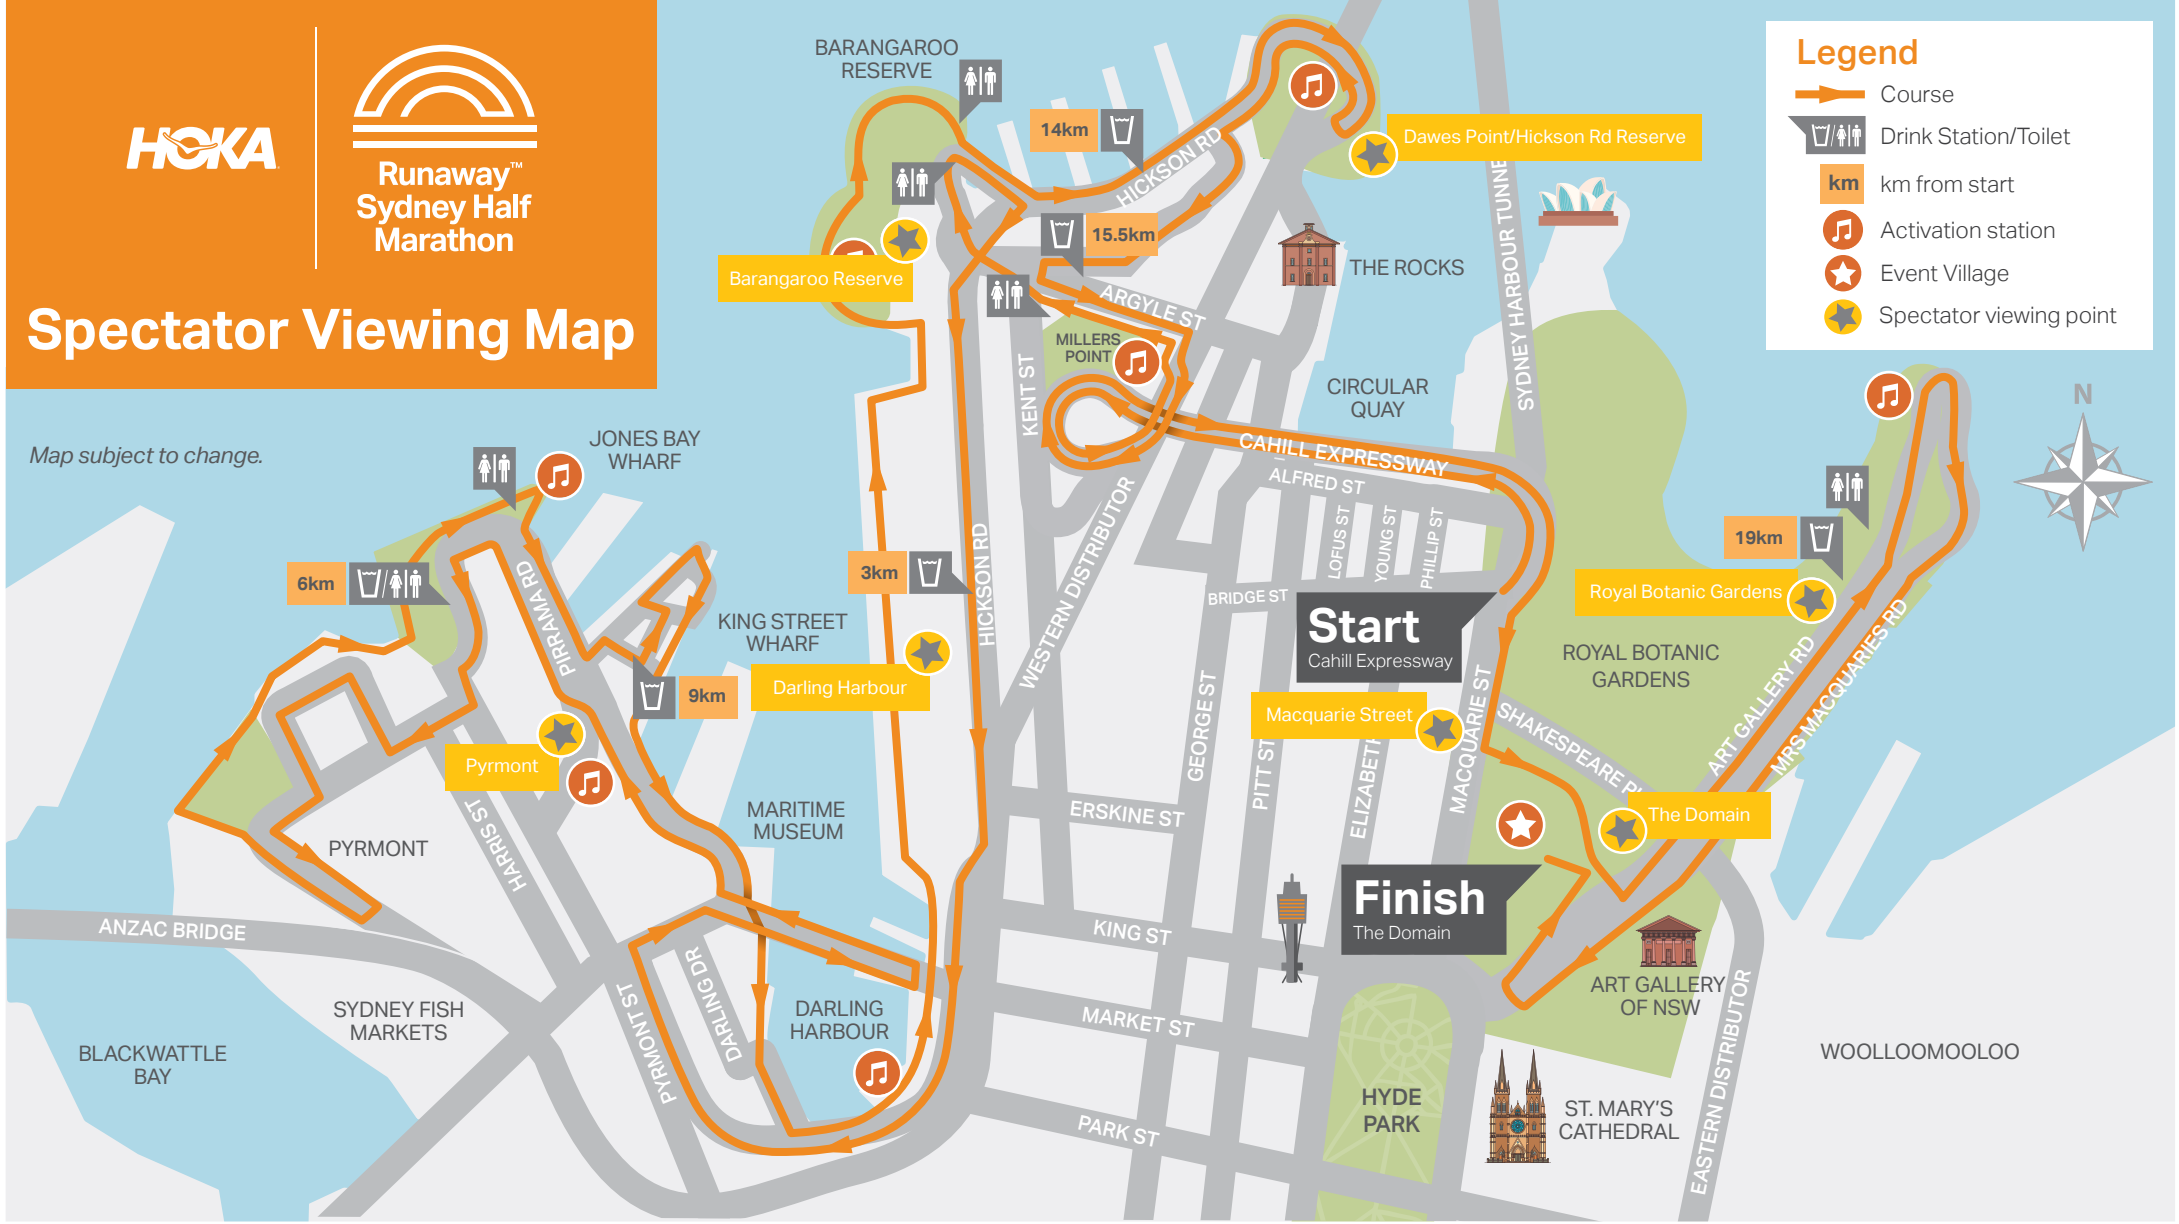 HOKA
Runaway™
Sydney Half
Marathon
Spectator Viewing Map
Map subject to change.
Legend
Course
Drink Station/Toilet
km
km from start
Activation station
Event Village
Spectator viewing point
N
BARANGAROO
RESERVE
14km
HICKSON RD
Dawes Point/Hickson Rd Reserve
15.5km
Barangaroo Reserve
THE ROCKS
ARGYLE ST
MILLERS
POINT
KENT ST
CIRCULAR
QUAY
SYDNEY HARBOUR TUNNE
CAHILL EXPRESSWAY
ALFRED ST
LOFUS ST
YOUNG ST
PHILLIP ST
BRIDGE ST
JONES BAY
WHARF
6km
PIRRAMA RD
KING STREET
WHARF
3km
HICKSON RD
WESTERN DISTRIBUTOR
Darling Harbour
9km
Pyrmont
Start
Cahill Expressway
Macquarie Street
MACQUARIE ST
19km
Royal Botanic Gardens
ROYAL BOTANIC
GARDENS
ART GALLERY RD
MRS MACQUARIES RD
SHAKESPEARE P
The Domain
GEORGE ST
PITT ST
ELIZABET
MARITIME
MUSEUM
ERSKINE ST
PYRMONT
HARRIS ST
ANZAC BRIDGE
KING ST
Finish
The Domain
ART GALLERY
OF NSW
DARLING DR
PYRMONT ST
DARLING
HARBOUR
SYDNEY FISH
MARKETS
BLACKWATTLE
BAY
MARKET ST
PARK ST
HYDE
PARK
ST. MARY'S
CATHEDRAL
EASTERN DISTRIBUTOR
WOOLLOOMOOLOO